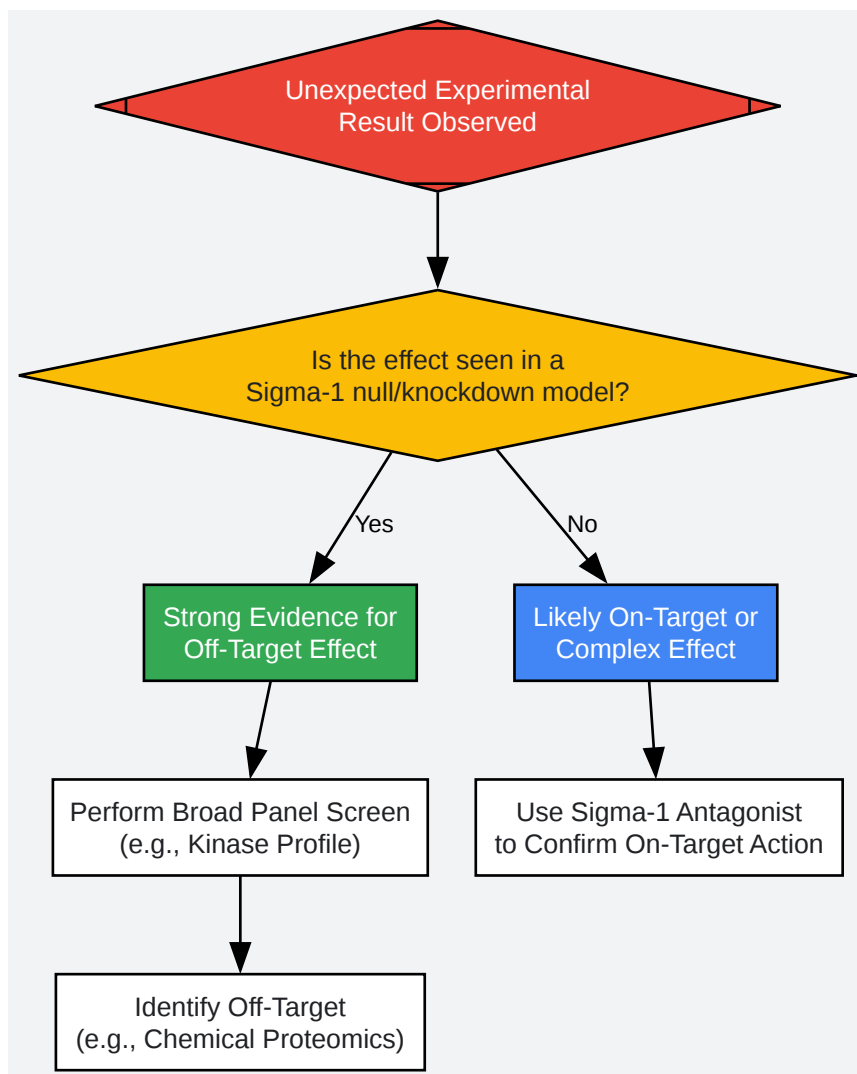 Unexpected Experimental
Result Observed
Is the effect seen in a
Sigma-1 null/knockdown model?
Yes
No
Strong Evidence for
Off-Target Effect
Likely On-Target or
Complex Effect
Perform Broad Panel Screen
(e.g., Kinase Profile)
Use Sigma-1 Antagonist
to Confirm On-Target Action
Identify Off-Target
(e.g., Chemical Proteomics)